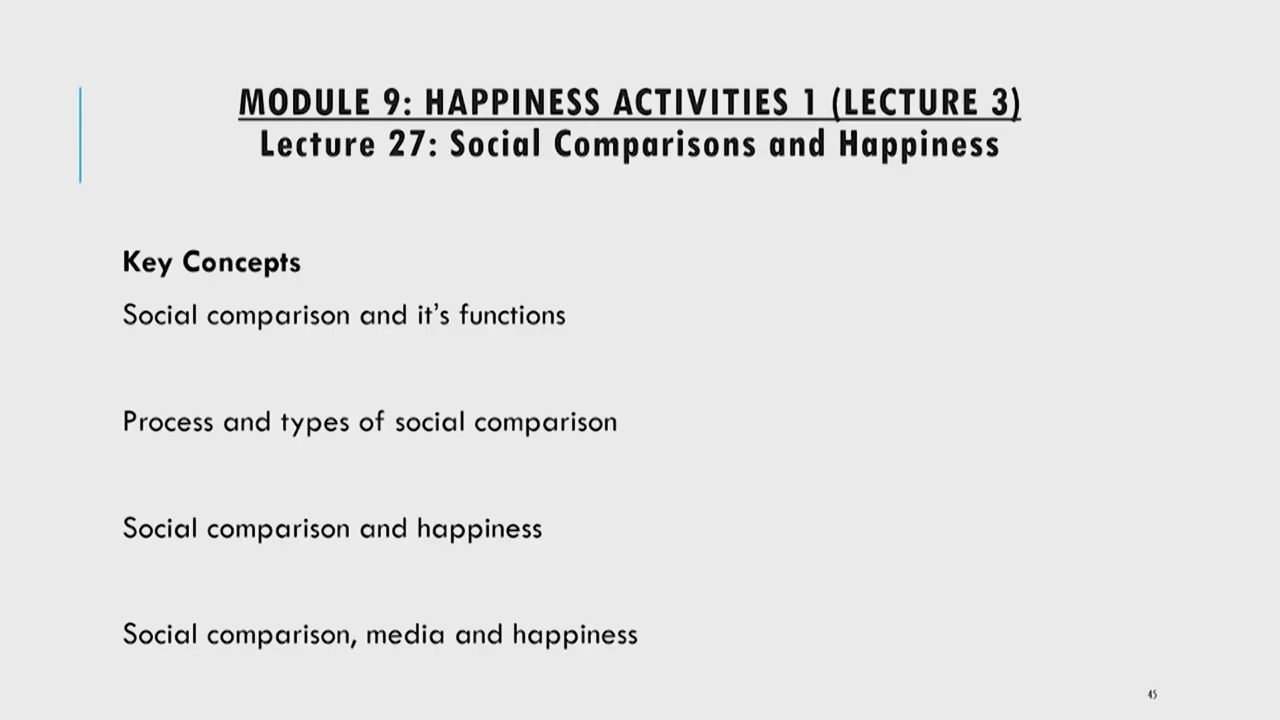 MODULE 9: HAPPINESS ACTIVITIES 1 (LECTURE 3)
Lecture 27: Social Comparisons and Happiness
Key Concepts
Social comparison and it’s functions
Process and types of social comparison
Social comparison and happiness
Social comparison, media and happiness
45